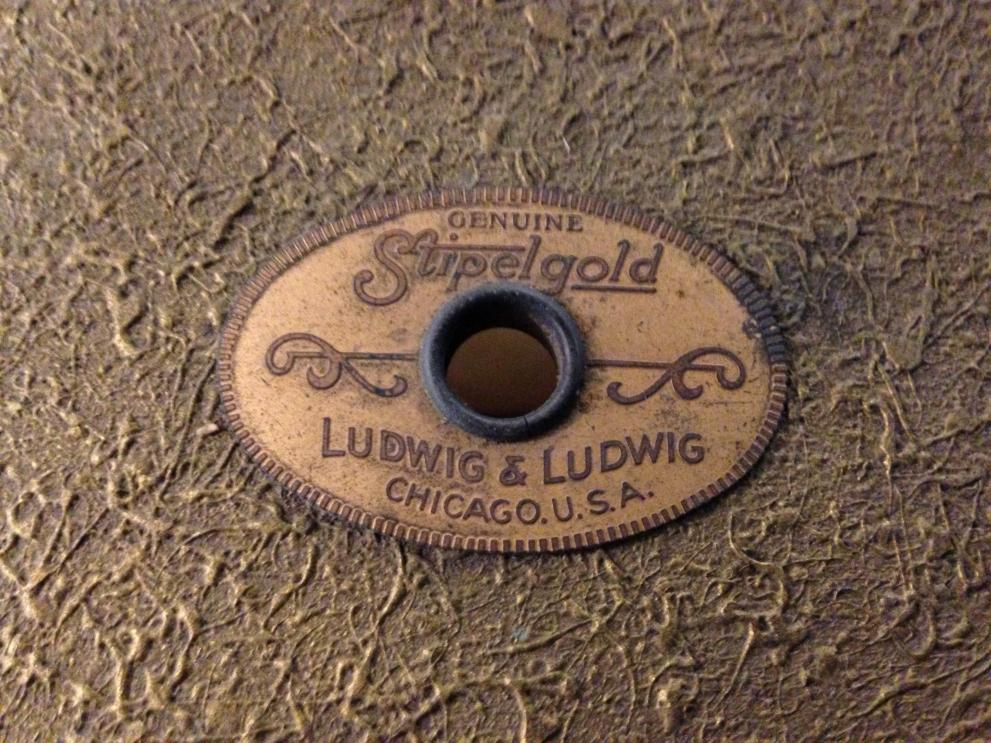 GENUINE
Stipelgold
LUDWIG & LUDWIG
CHICAGO. U.S.A.